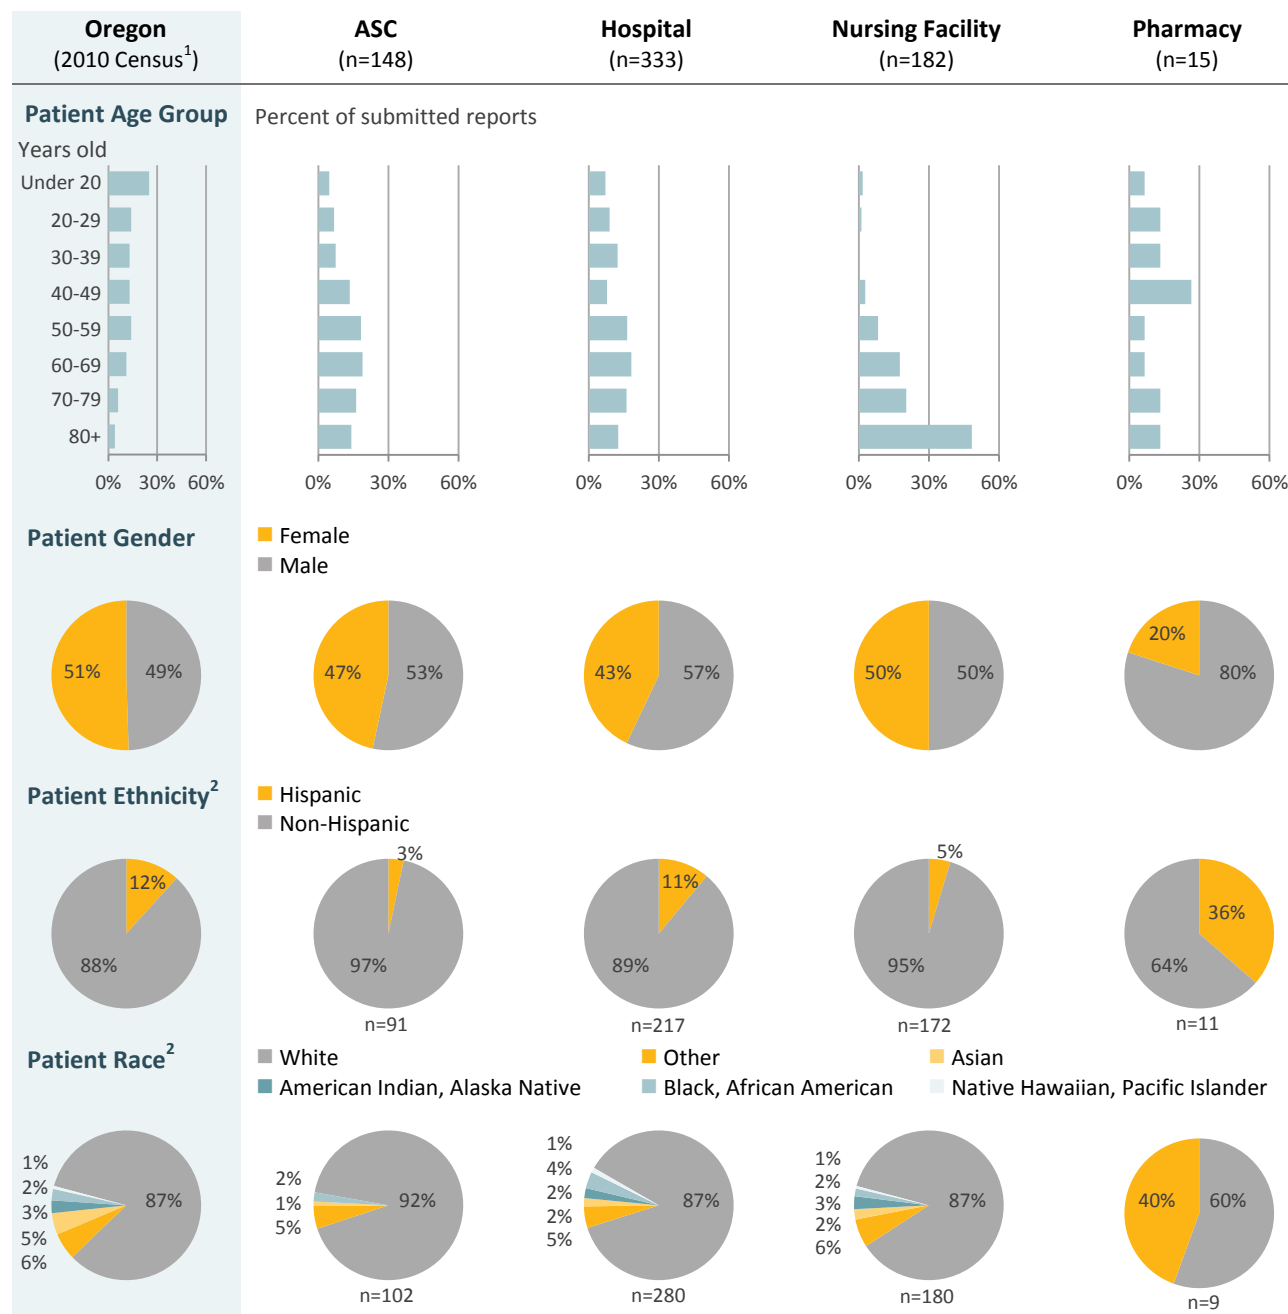 Oregon ASC Hospital Nursing Facility Pharmacy
(2010 Census1) (n=148) (n=333) (n=182) (n=15)
Patient Age Group Percent of submitted reports
Years old
Under 20
20-29
30-39
40-49
50-59
60-69
70-79
80+
0% 30% 60% 0% 30% 60% 0% 30% 60% 0% 30% 60% 0% 30% 60%
Patient Gender Female
Male
51% 49% 47% 53% 43% 57% 50% 50% 20% 80%
Patient Ethnicity2 Hispanic
Non-Hispanic
12% 88% 3% 97% 11% 89% 5% 95% 36% 64%
n=91 n=217 n=172 n=11
Patient Race2 White Other Asian
American Indian, Alaska Native Black, African American Native Hawaiian, Pacific Islander
1% 2% 3% 5% 6% 87%
2% 1% 5% 92%
1% 4% 2% 2% 5% 87%
1% 2% 3% 2% 6% 87%
40% 60%
n=102 n=280 n=180 n=9